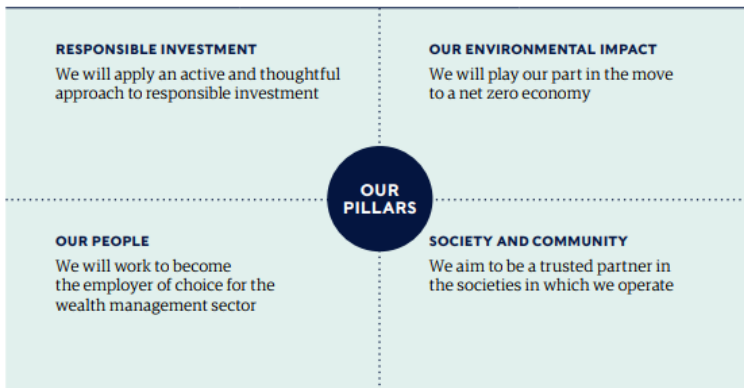 RESPONSIBLE INVESTMENT
We will apply an active and thoughtful
approach to responsible investment
OUR ENVIRONMENTAL IMPACT
We will play our part in the move
to a net zero economy
OUR
PILLARS
OUR PEOPLE
We will work to become
the employer of choice for the
wealth management sector
SOCIETY AND COMMUNITY
We aim to be a trusted partner in
the societies in which we operate